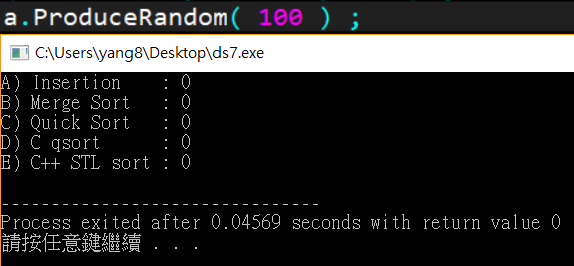 a.ProduceRandom( 100 ) ;
C:\Users\yang8\Desktop\ds7.exe
A) Insertion    : 0
B) Merge Sort   : 0
C) Quick Sort   : 0
D) C qsort      : 0
E) C++ STL sort : 0
--------------------------------
Process exited after 0.04569 seconds with return value 0
請按任意鍵繼續 . . .